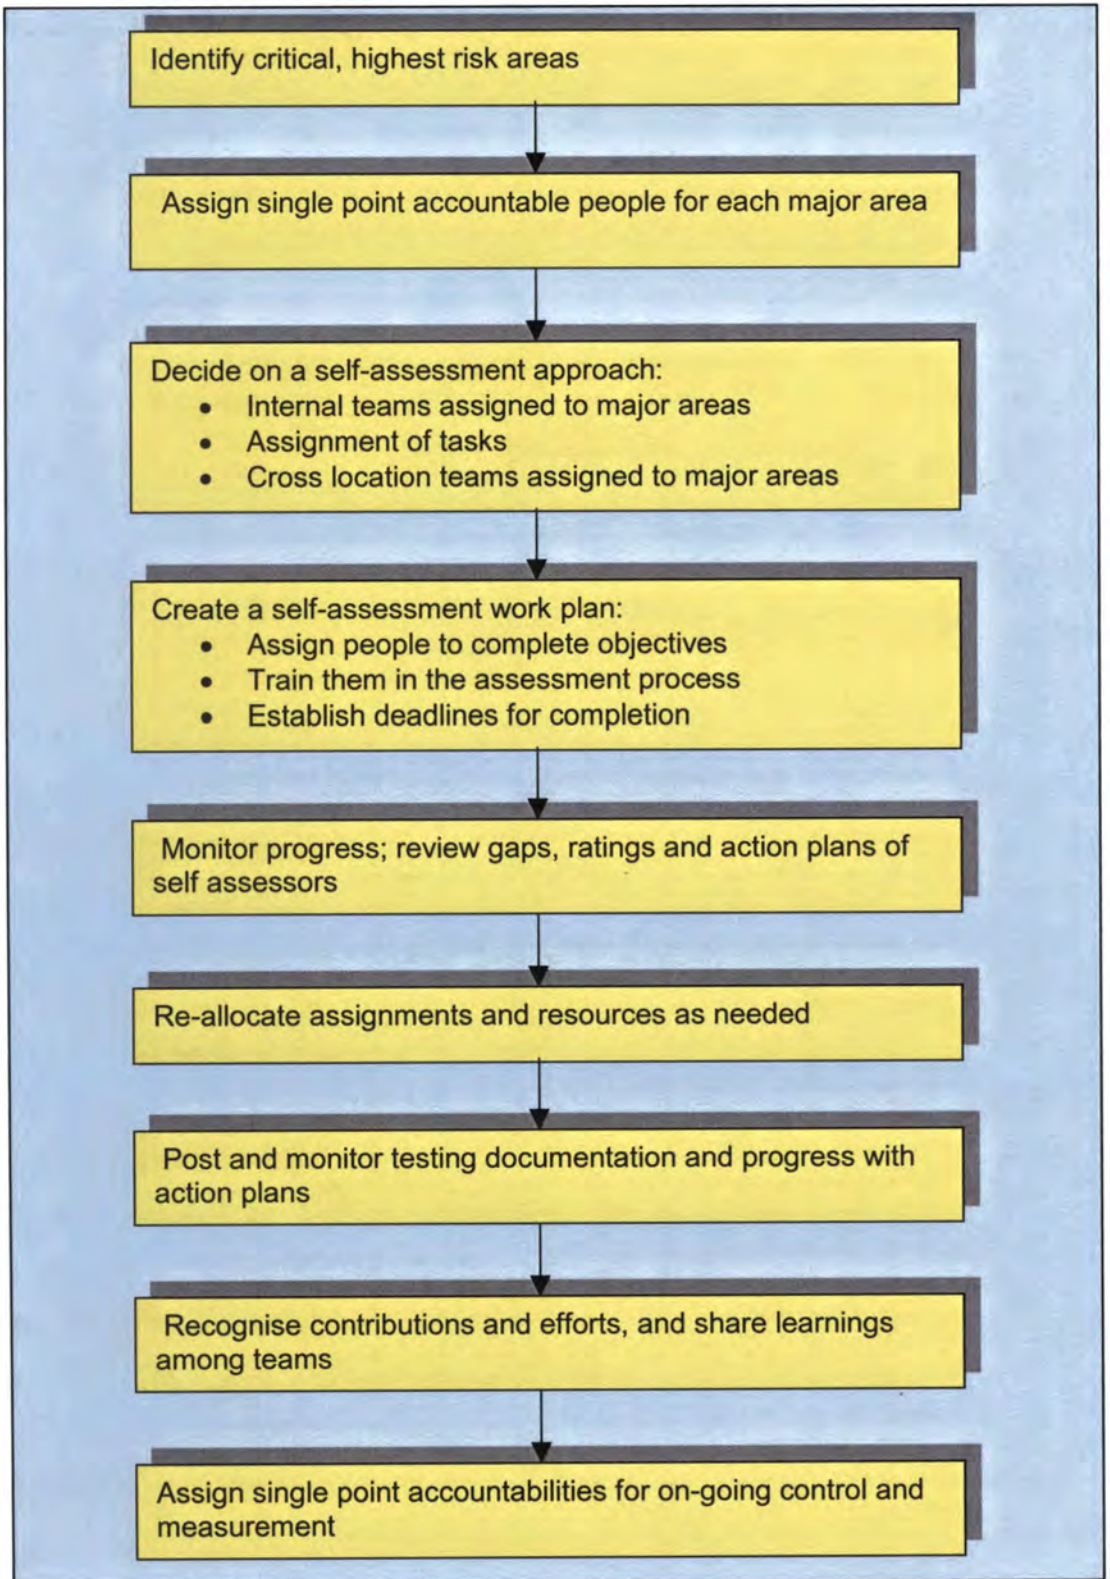 Identify critical, highest risk areas
Assign single point accountable people for each major area
Decide on a self-assessment approach:
• Internal teams assigned to major areas
• Assignment of tasks
• Cross location teams assigned to major areas
Create a self-assessment work plan:
• Assign people to complete objectives
• Train them in the assessment process
• Establish deadlines for completion
Monitor progress; review gaps, ratings and action plans of
self assessors
Re-allocate assignments and resources as needed
Post and monitor testing documentation and progress with
action plans
Recognise contributions and efforts, and share learnings
among teams
Assign single point accountabilities for on-going control and
measurement